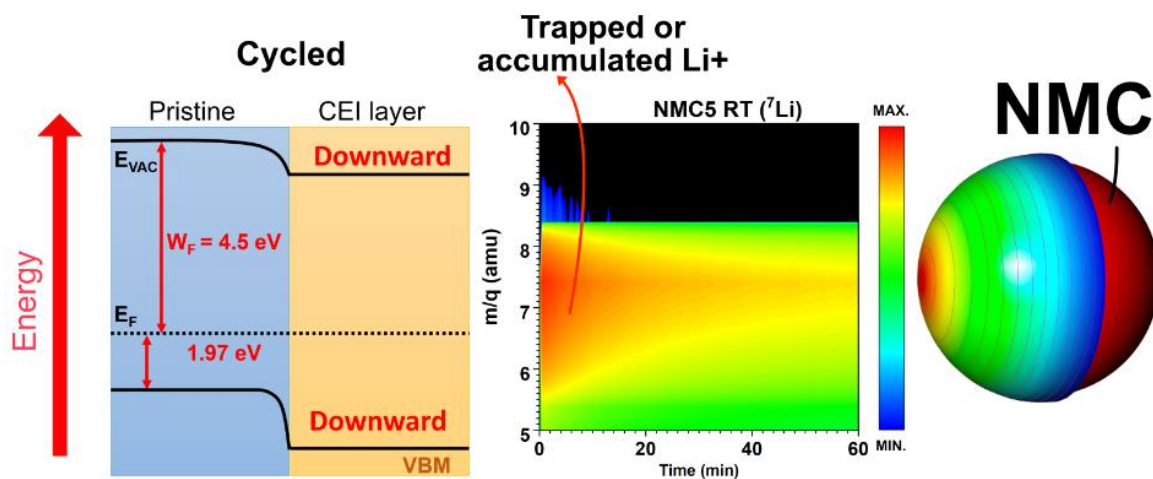 Cycled
Pristine
CEI layer
Energy
E_VAC
Downward
W_F = 4.5 eV
E_F
1.97 eV
Downward
VBM
Trapped or
accumulated Li+
NMC5 RT (⁷Li)
m/q (amu)
10
9
8
7
6
5
0
20
40
60
Time (min)
MAX.
MIN.
NMC